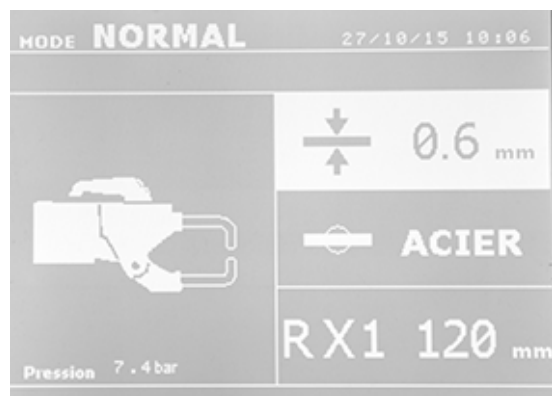 MODE NORMAL 27/10/15 10:06
0.6 mm
ACIER
RX1 120 mm
Pression 7.4 bar